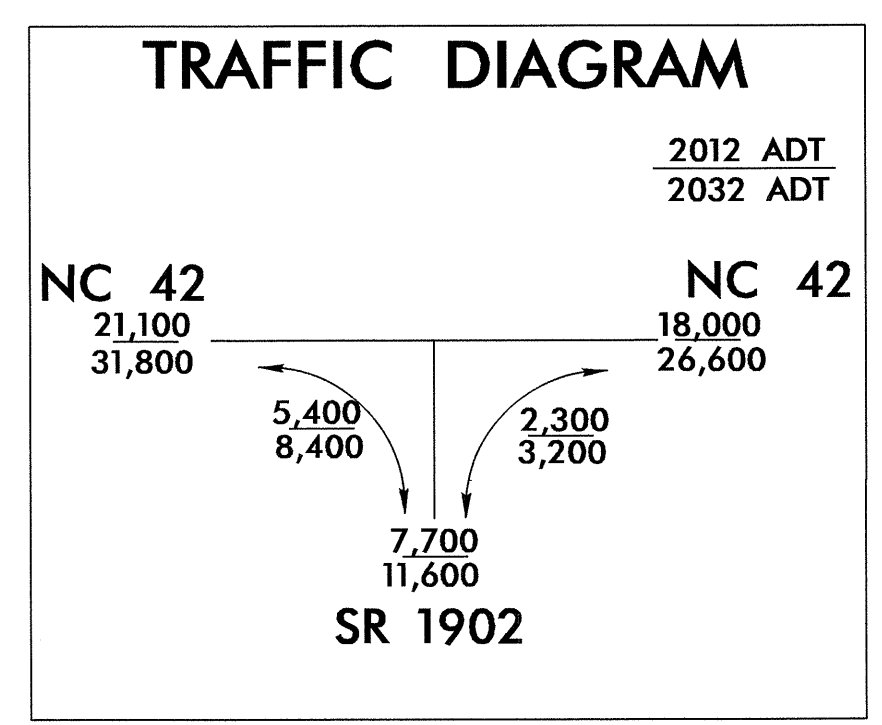 TRAFFIC DIAGRAM
2012 ADT
2032 ADT
NC 42
21,100
31,800
NC 42
18,000
26,600
5,400
8,400
2,300
3,200
7,700
11,600
SR 1902